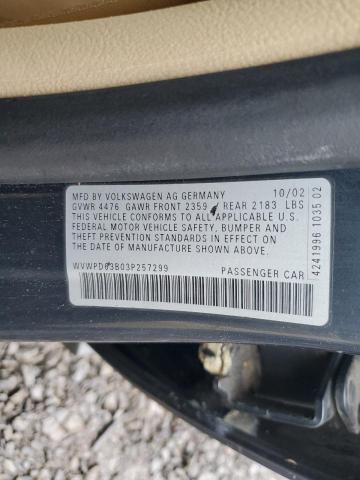 MFD BY VOLKSWAGEN AG GERMANY 10/02
GVWR 4476 GAWR FRONT 2359 REAR 2183 LBS
THIS VEHICLE CONFORMS TO ALL APPLICABLE U.S.
FEDERAL MOTOR VEHICLE SAFETY, BUMPER AND
THEFT PREVENTION STANDARDS IN EFFECT ON THE
DATE OF MANUFACTURE SHOWN ABOVE.
WVWPD63B03P257299 PASSENGER CAR
4241996 1035 02